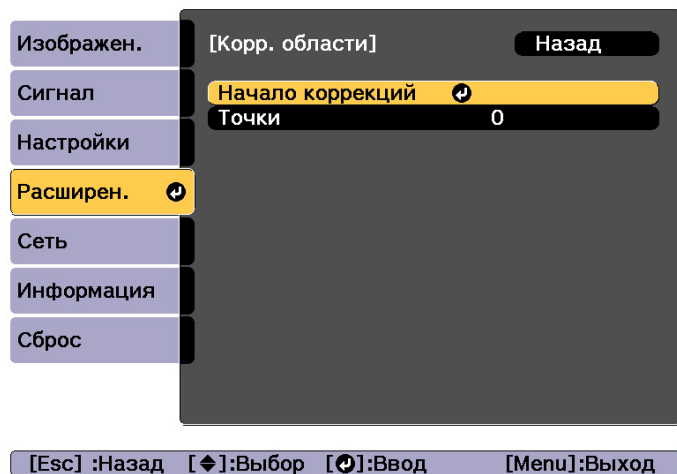 Изображен.
Сигнал
Настройки
Расширен.
Сеть
Информация
Сброс
[Корр. области] Назад
Начало коррекций
Точки 0
[Esc] :Назад [◆]:Выбор [↵]:Ввод [Menu]:Выход